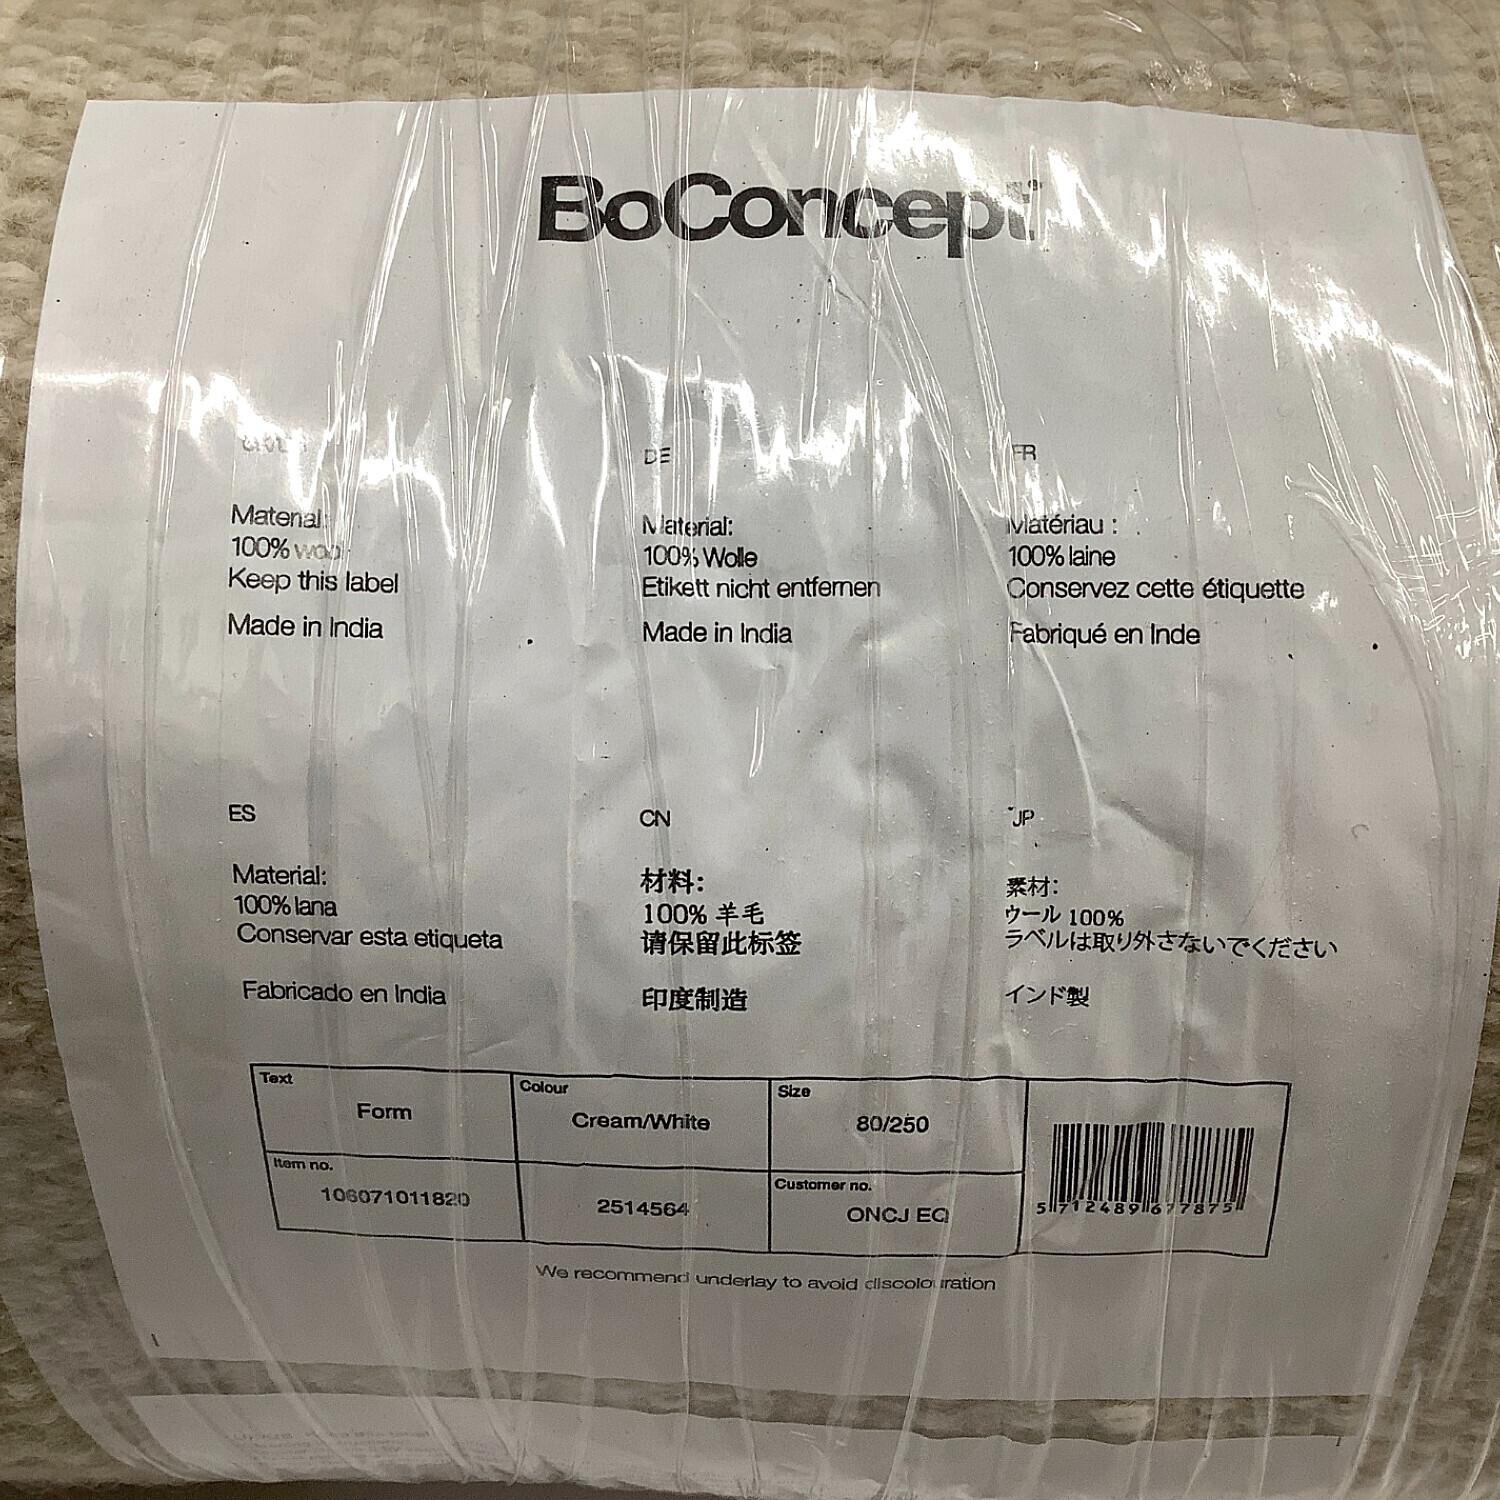 BoConcept
DE
FR
Material:
100% wool
Keep this label
Made in India
Material:
100% Wolle
Etikett nicht entfernen
Made in India
Matériau :
100% laine
Conservez cette étiquette
Fabriqué en Inde
ES
Material:
100% lana
Conservar esta etiqueta
Fabricado en India
CN
材料:
100% 羊毛
请保留此标签
印度制造
JP
素材:
ウール 100%
ラベルは取り外さないでください
インド製
Text
Form
Colour
Cream/White
Size
80/250
Item no.
106071011820
2514564
Customer no.
ONCJ EQ
5 712489 677875
We recommend underlay to avoid discolouration